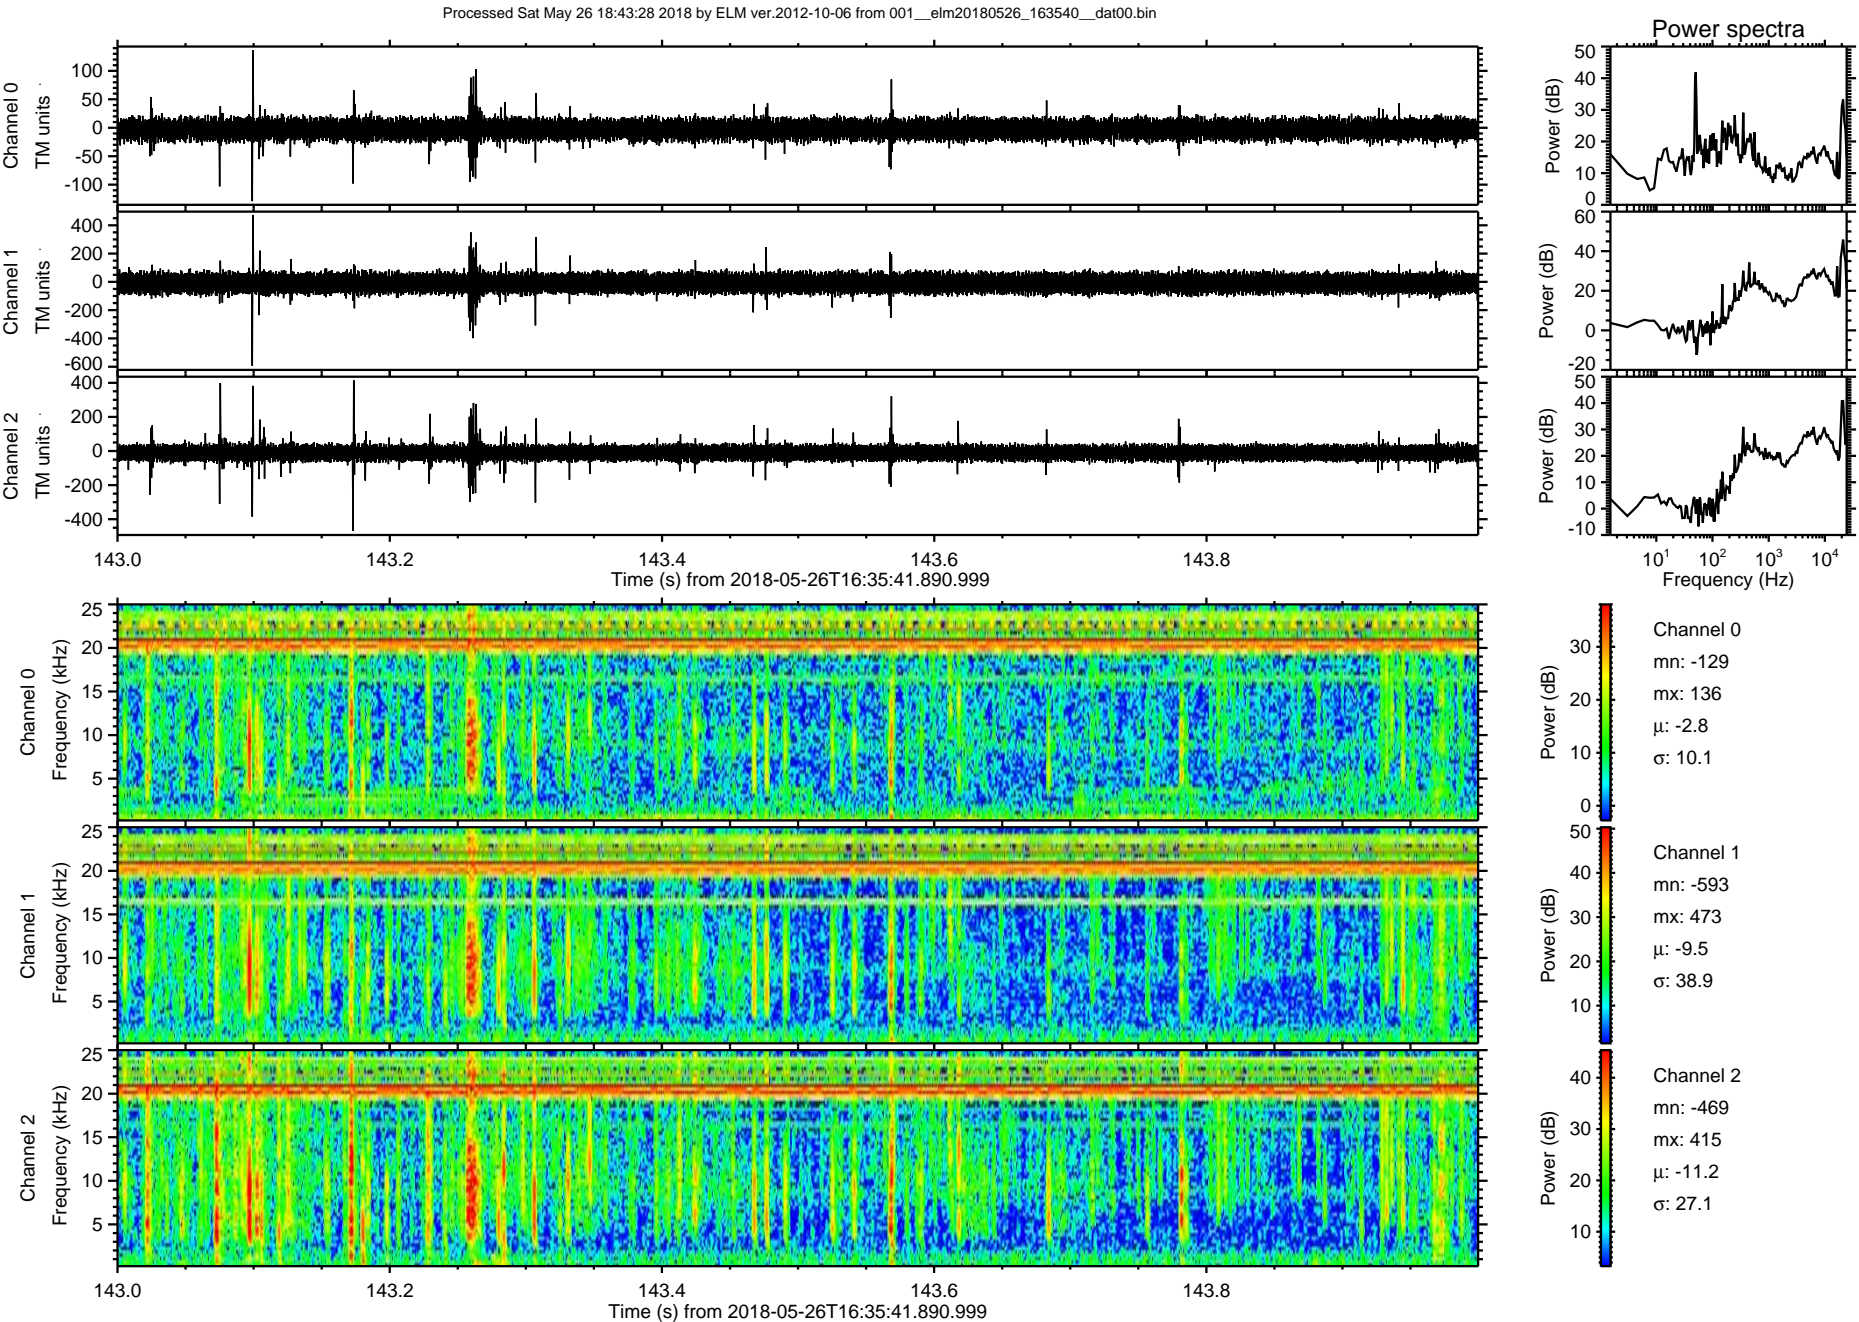 Processed Sat May 26 18:43:28 2018 by ELM ver.2012-10-06 from 001__elm20180526_163540__dat00.bin
Power spectra
Channel 0
TM units
100
50
0
-50
-100
Power (dB)
50
40
30
20
10
0
Channel 1
TM units
400
200
0
-200
-400
-600
Power (dB)
60
40
20
0
-20
Channel 2
TM units
400
200
0
-200
-400
Power (dB)
50
40
30
20
10
0
-10
143.0 143.2 143.4 143.6 143.8
Time (s) from 2018-05-26T16:35:41.890.999
10^1 10^2 10^3 10^4
Frequency (Hz)
Channel 0
Frequency (kHz)
25
20
15
10
5
Power (dB)
30
20
10
0
Channel 0
mn: -129
mx: 136
μ: -2.8
σ: 10.1
Channel 1
Frequency (kHz)
25
20
15
10
5
Power (dB)
50
40
30
20
10
Channel 1
mn: -593
mx: 473
μ: -9.5
σ: 38.9
Channel 2
Frequency (kHz)
25
20
15
10
5
Power (dB)
40
30
20
10
Channel 2
mn: -469
mx: 415
μ: -11.2
σ: 27.1
143.0 143.2 143.4 143.6 143.8
Time (s) from 2018-05-26T16:35:41.890.999